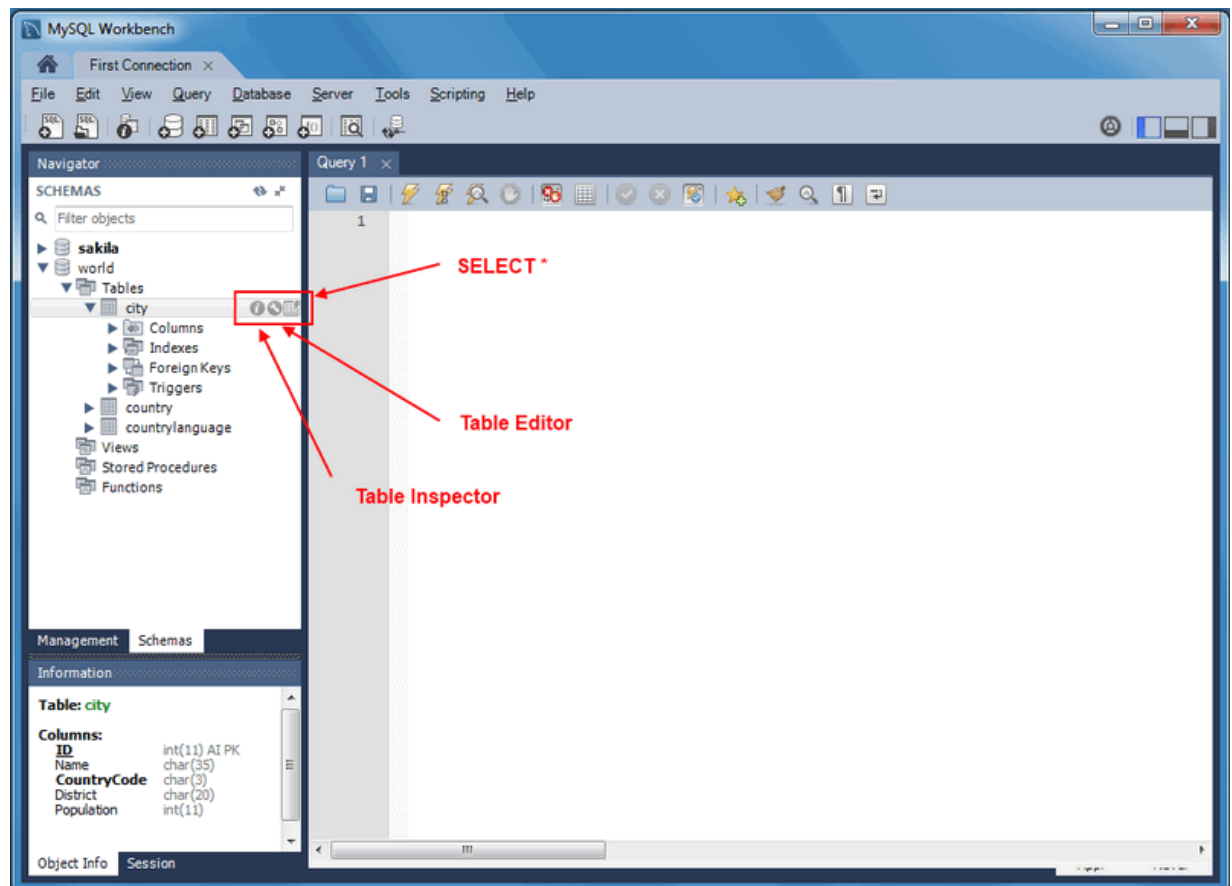 MySQL Workbench
First Connection
File Edit View Query Database Server Tools Scripting Help
Navigator
SCHEMAS
Filter objects
sakila
world
Tables
city
Columns
Indexes
Foreign Keys
Triggers
country
countrylanguage
Views
Stored Procedures
Functions
Management Schemas
Information
Table: city
Columns:
ID int(11) AI PK
Name char(35)
CountryCode char(3)
District char(20)
Population int(11)
Object Info Session
Query 1
1
SELECT *
Table Editor
Table Inspector